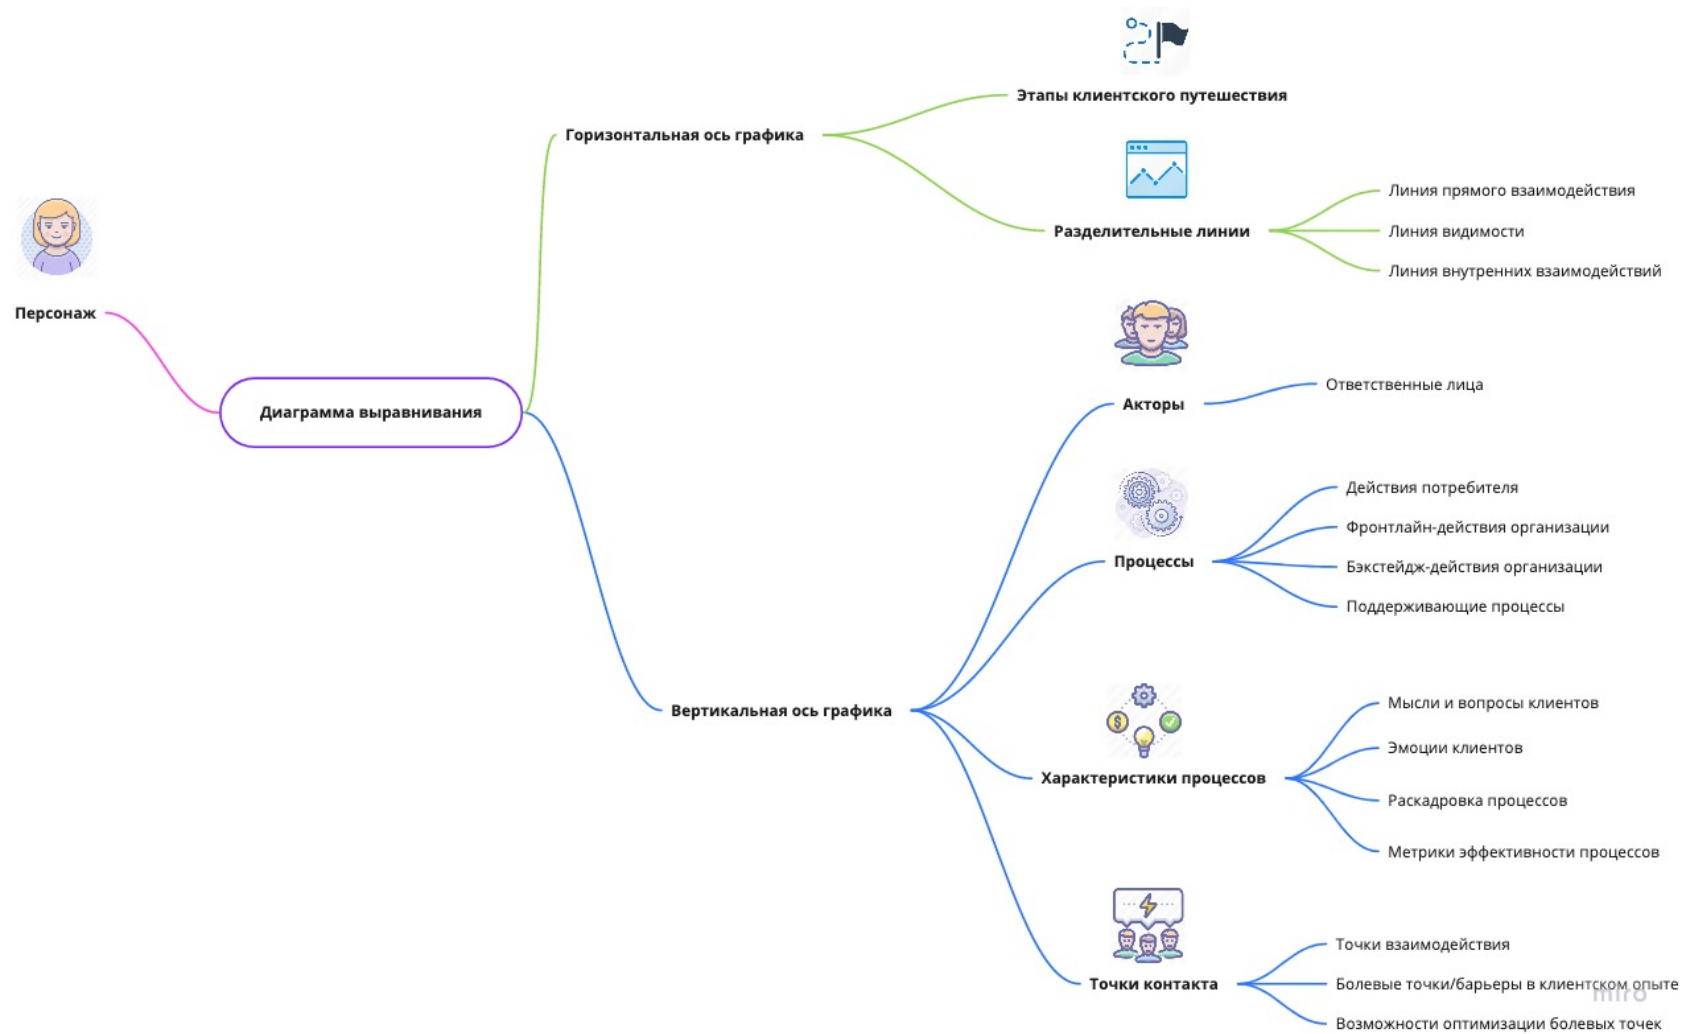 Персонаж
Диаграмма выравнивания
Горизонтальная ось графика
Этапы клиентского путешествия
Разделительные линии
Линия прямого взаимодействия
Линия видимости
Линия внутренних взаимодействий
Вертикальная ось графика
Акторы
Ответственные лица
Процессы
Действия потребителя
Фронтлайн-действия организации
Бэкстейдж-действия организации
Поддерживающие процессы
Характеристики процессов
Мысли и вопросы клиентов
Эмоции клиентов
Раскадровка процессов
Метрики эффективности процессов
Точки контакта
Точки взаимодействия
Болевые точки/барьеры в клиентском опыте
Возможности оптимизации болевых точек
miro